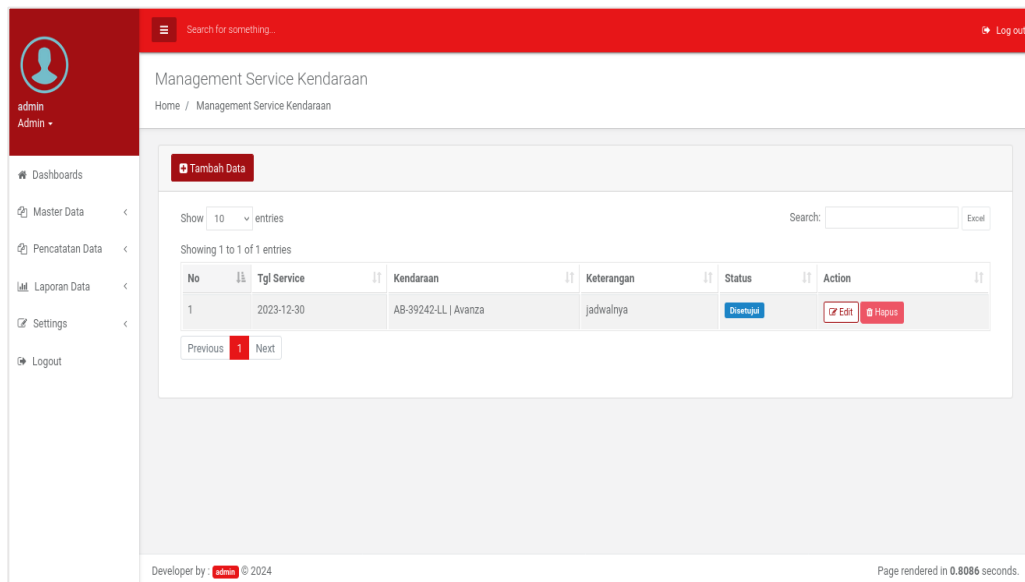 Search for something...
Log out
admin
Admin
Dashboards
Master Data
Pencatatan Data
Laporan Data
Settings
Logout
Management Service Kendaraan
Home / Management Service Kendaraan
Tambah Data
Show 10 entries
Search:
Excel
Showing 1 to 1 of 1 entries
No Tgl Service Kendaraan Keterangan Status Action
1 2023-12-30 AB-39242-LL | Avanza jadwalnya Disetujui Edit Hapus
Previous 1 Next
Developer by : admin © 2024
Page rendered in 0.8086 seconds.